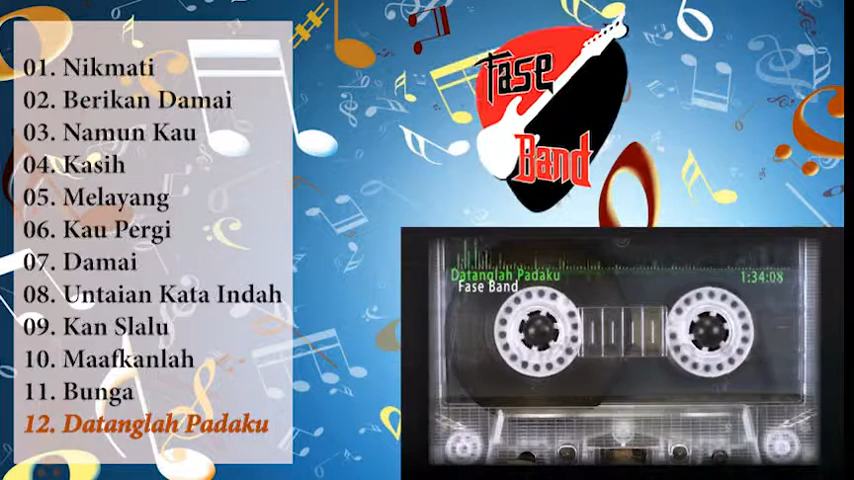 01. Nikmati
02. Berikan Damai
03. Namun Kau
04. Kasih
05. Melayang
06. Kau Pergi
07. Damai
08. Untaian Kata Indah
09. Kan Slalu
10. Maafkanlah
11. Bunga
12. Datanglah Padaku
Fase
Band
Datanglah Padaku
1:34:08
Fase Band